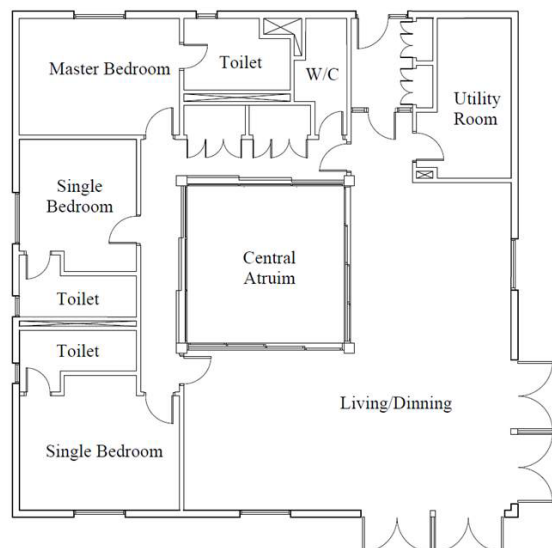 Master Bedroom
Toilet
W/C
Utility
Room
Single
Bedroom
Central
Atruim
Toilet
Toilet
Living/Dinning
Single Bedroom